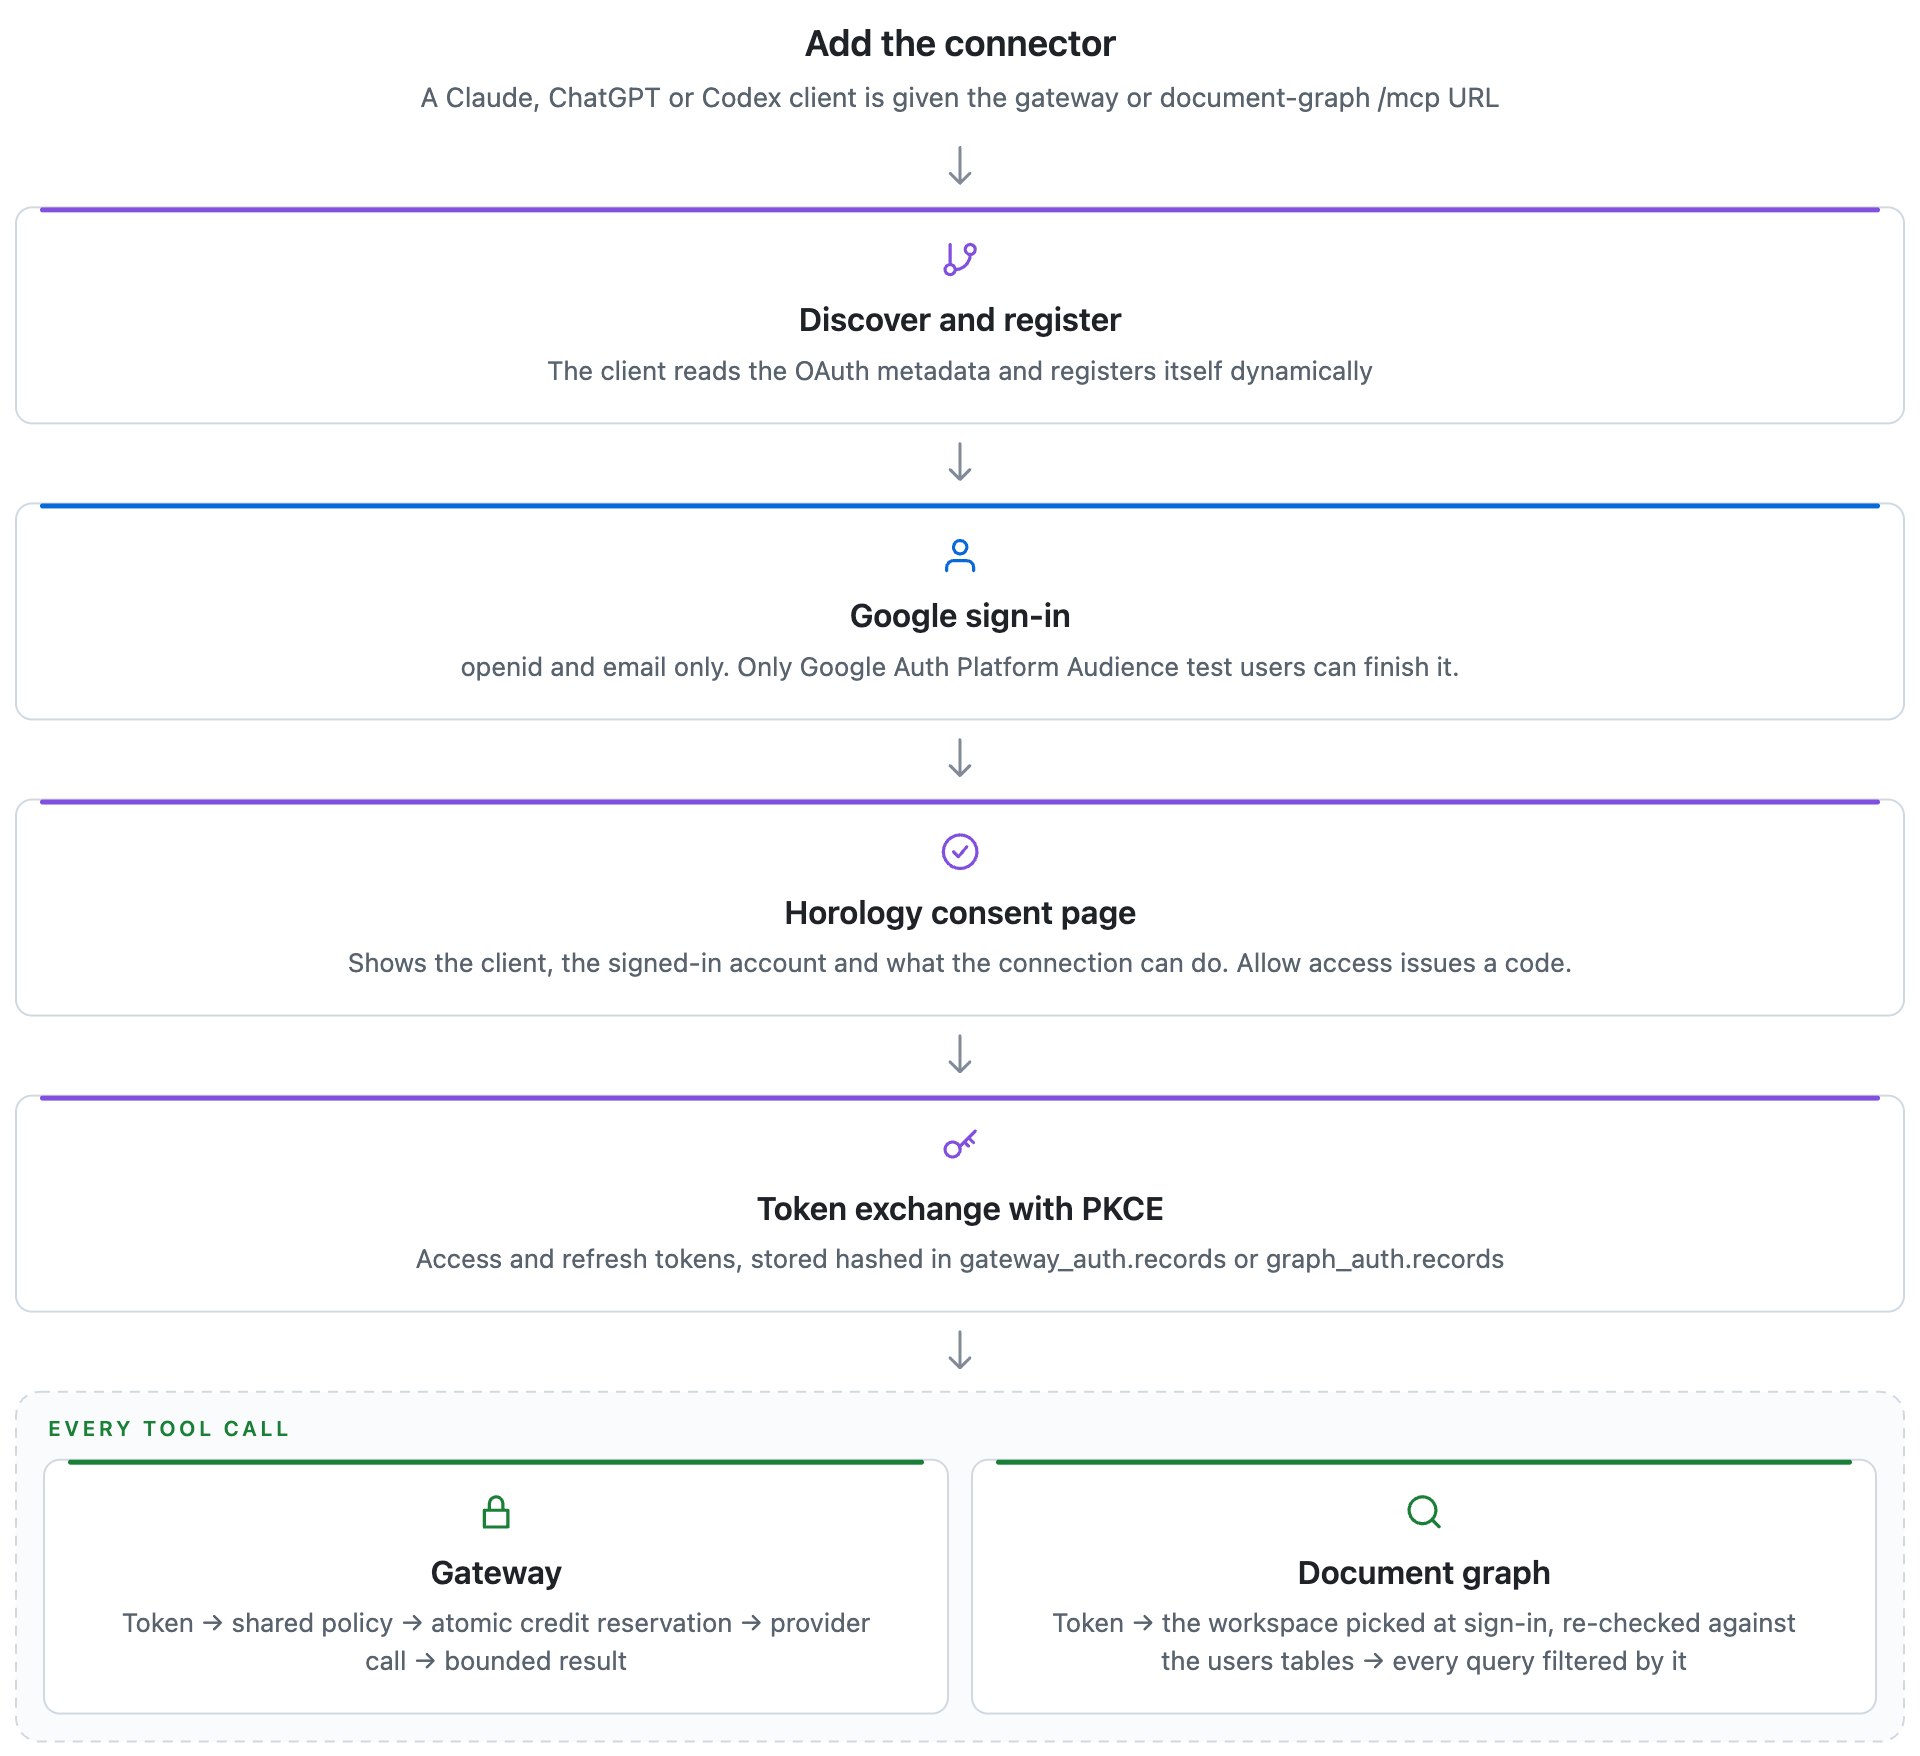 Add the connector
A Claude, ChatGPT or Codex client is given the gateway or document-graph /mcp URL
Discover and register
The client reads the OAuth metadata and registers itself dynamically
Google sign-in
openid and email only. Only Google Auth Platform Audience test users can finish it.
Horology consent page
Shows the client, the signed-in account and what the connection can do. Allow access issues a code.
Token exchange with PKCE
Access and refresh tokens, stored hashed in gateway_auth.records or graph_auth.records
EVERY TOOL CALL
Gateway
Token → shared policy → atomic credit reservation → provider
call → bounded result
Document graph
Token → the workspace picked at sign-in, re-checked against
the users tables → every query filtered by it